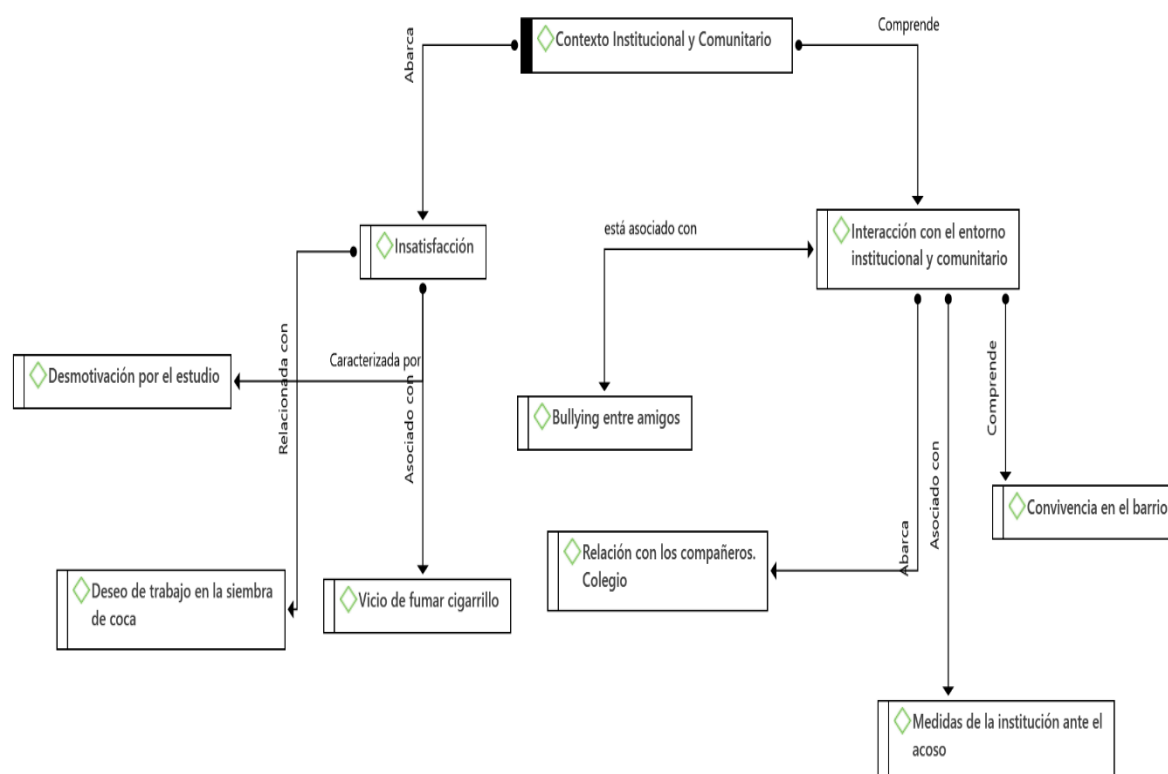 Contexto Institucional y Comunitario
Comprende
Abarca
Insatisfacción
está asociado con
Interacción con el entorno
institucional y comunitario
Desmotivación por el estudio
Caracterizada por
Relacionada con
Asociado con
Bullying entre amigos
Comprende
Convivencia en el barrio
Abarca
Asociado con
Relación con los compañeros.
Colegio
Deseo de trabajo en la siembra
de coca
Vicio de fumar cigarrillo
Medidas de la institución ante el
acoso